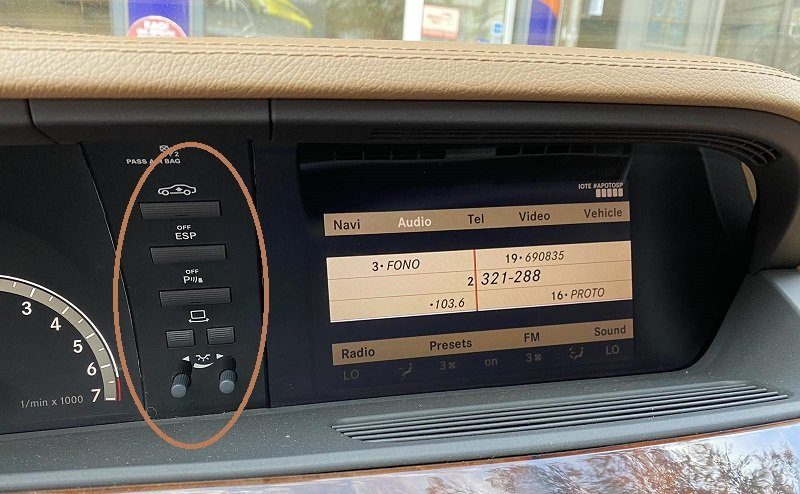 PASS AIR BAG
OFF
ESP
OFF
P
3
4
5
6
7
1/min x 1000
Navi Audio Tel Video Vehicle
3· FONO 19· 690835
2 321-288
·103.6 16· PROTO
Radio Presets FM Sound
LO 3 on 3 LO